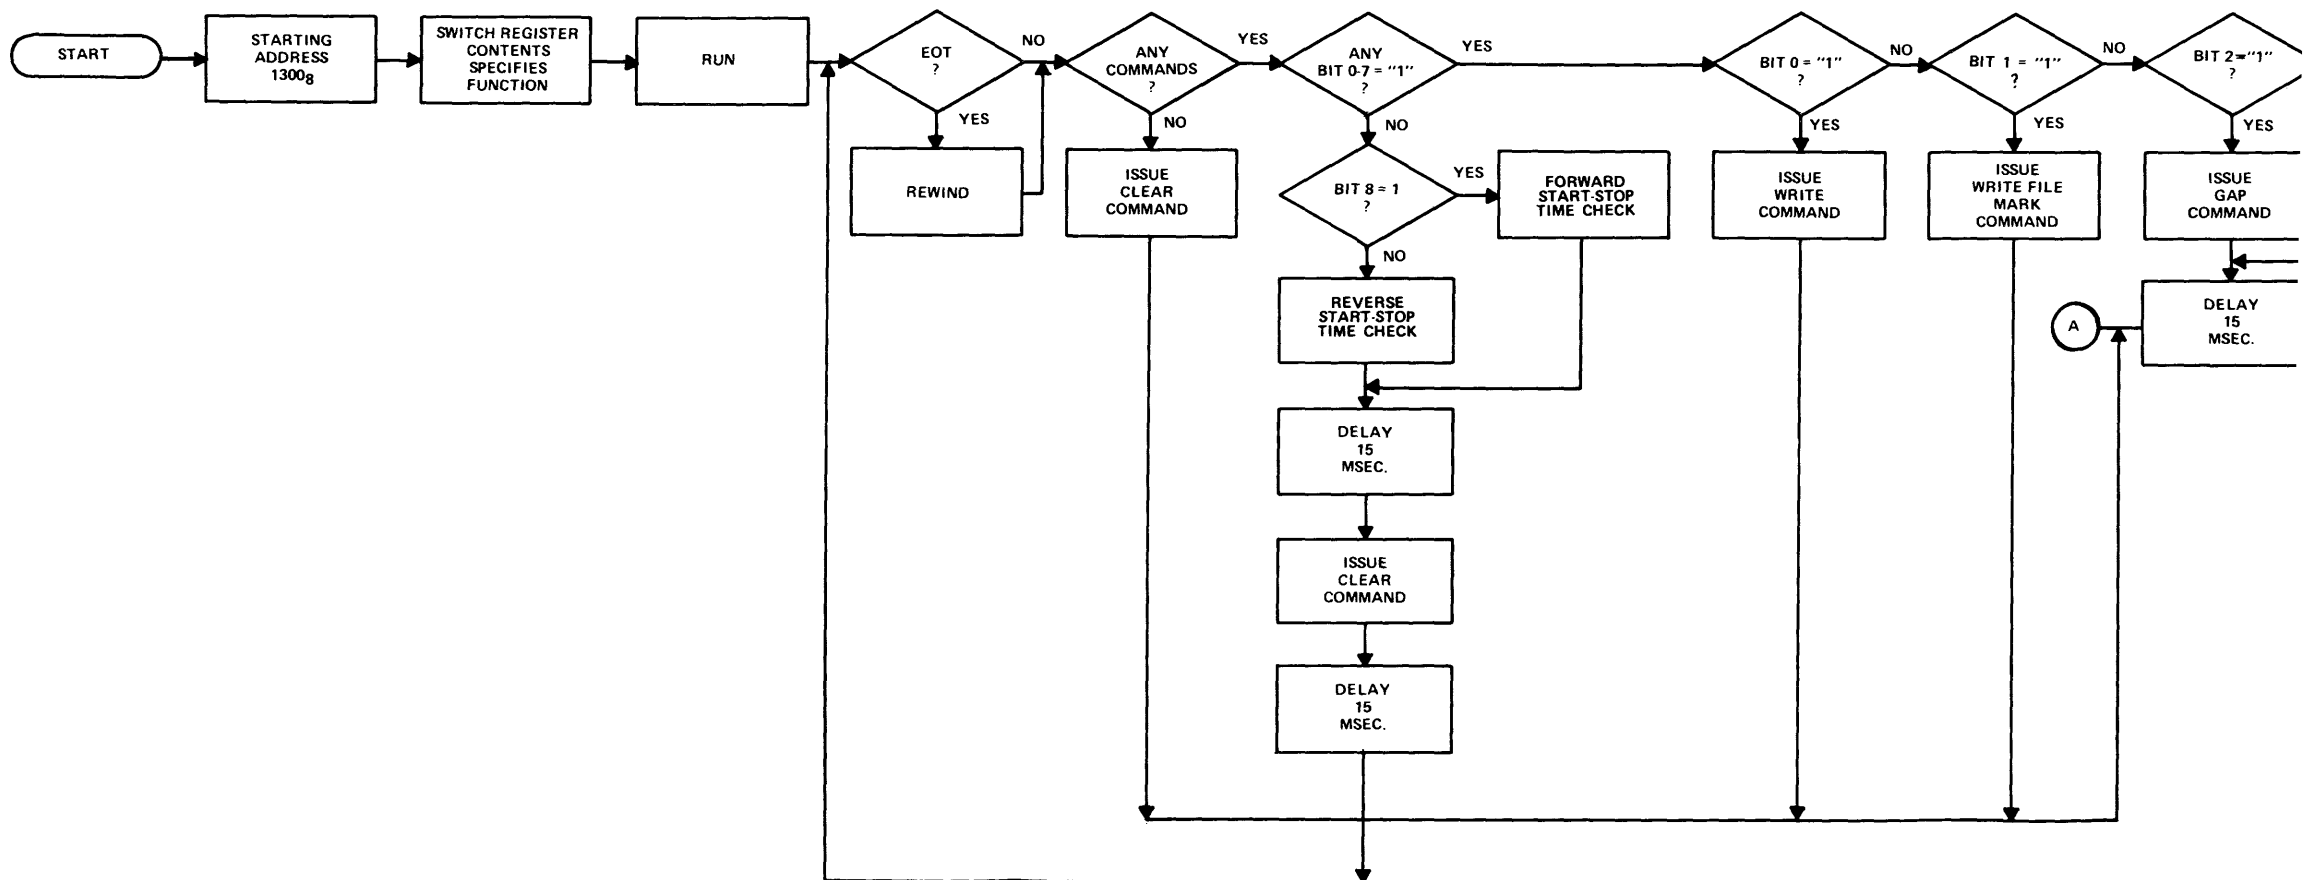 START
STARTING
ADDRESS
1300₈
SWITCH REGISTER
CONTENTS
SPECIFIES
FUNCTION
RUN
EOT
?
NO
YES
REWIND
ANY
COMMANDS
?
YES
NO
ISSUE
CLEAR
COMMAND
ANY
BIT 0-7 = "1"
?
YES
NO
BIT 8 = 1
?
YES
NO
FORWARD
START-STOP
TIME CHECK
REVERSE
START-STOP
TIME CHECK
DELAY
15
MSEC.
ISSUE
CLEAR
COMMAND
DELAY
15
MSEC.
BIT 0 = "1"
?
NO
YES
ISSUE
WRITE
COMMAND
BIT 1 = "1"
?
NO
YES
ISSUE
WRITE FILE
MARK
COMMAND
BIT 2="1"
?
YES
ISSUE
GAP
COMMAND
DELAY
15
MSEC.
A